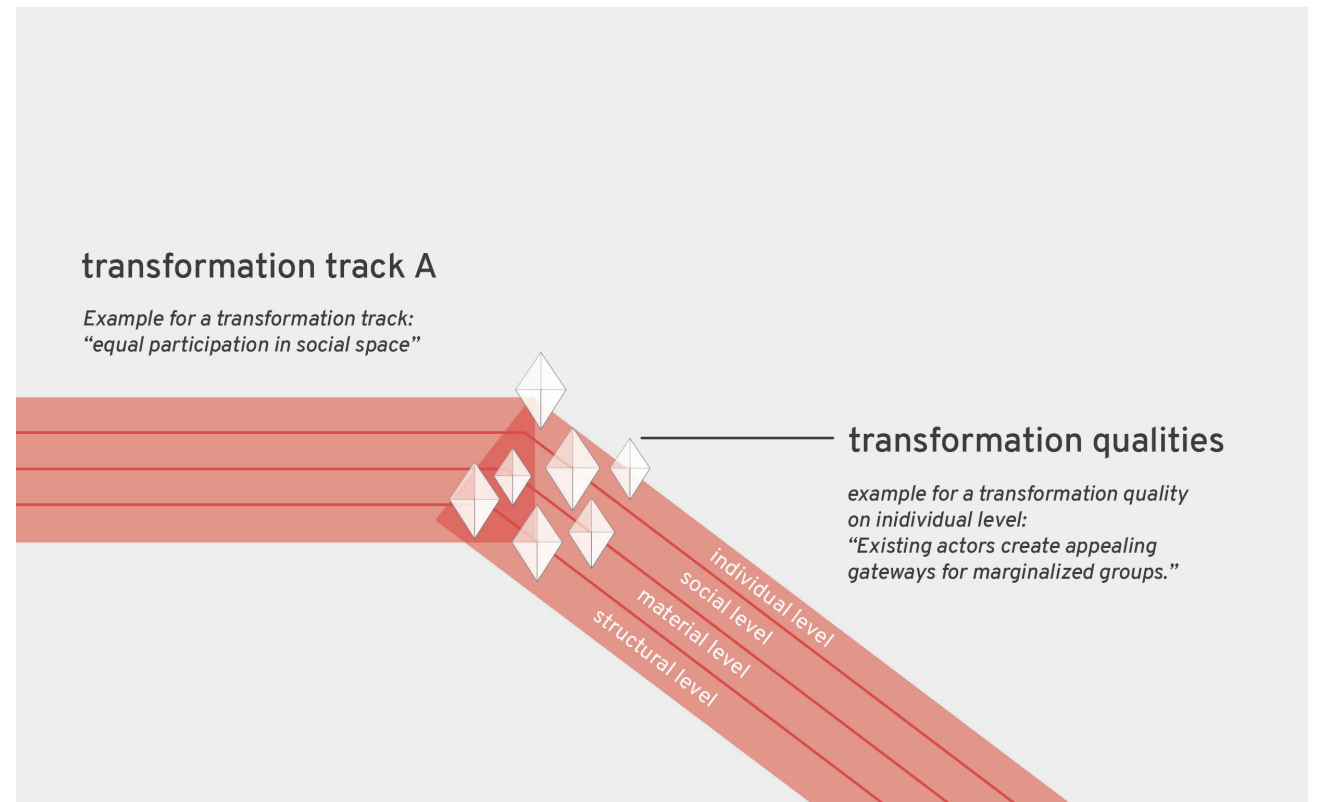 transformation track A
Example for a transformation track:
“equal participation in social space”
transformation qualities
example for a transformation quality
on inidividual level:
“Existing actors create appealing
gateways for marginalized groups.”
individual level
social level
material level
structural level